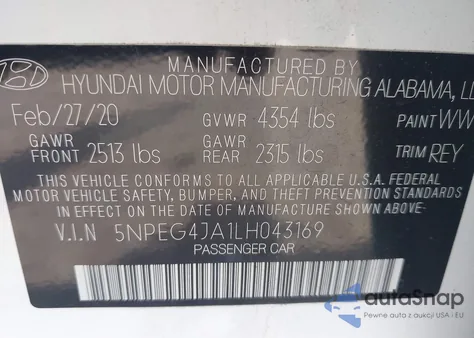 MANUFACTURED BY
HYUNDAI MOTOR MANUFACTURING ALABAMA, LL
Feb/27/20 GVWR 4354 lbs PAINT WW
GAWR FRONT 2513 lbs GAWR REAR 2315 lbs TRIM REY
THIS VEHICLE CONFORMS TO ALL APPLICABLE U.S.A. FEDERAL
MOTOR VEHICLE SAFETY, BUMPER, AND THEFT PREVENTION STANDARDS
IN EFFECT ON THE DATE OF MANUFACTURE SHOWN ABOVE.
V.I.N 5NPEG4JA1LH043169
PASSENGER CAR
autoSnap
Pewne auta z aukcji USA i EU